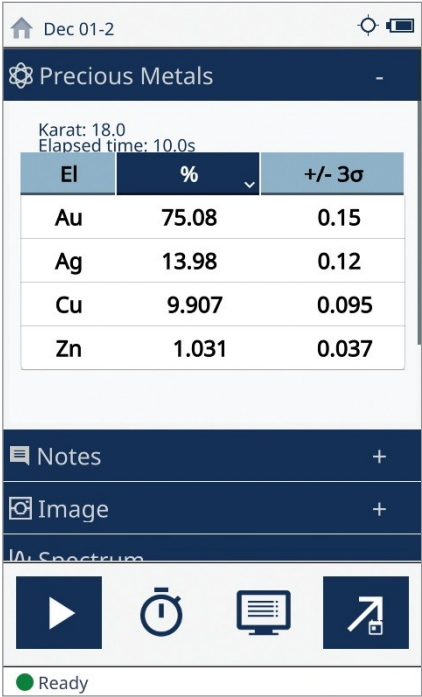 Dec 01-2
Precious Metals -
Karat: 18.0
Elapsed time: 10.0s
El % +/- 3σ
Au 75.08 0.15
Ag 13.98 0.12
Cu 9.907 0.095
Zn 1.031 0.037
Notes +
Image +
Spectrum
Ready